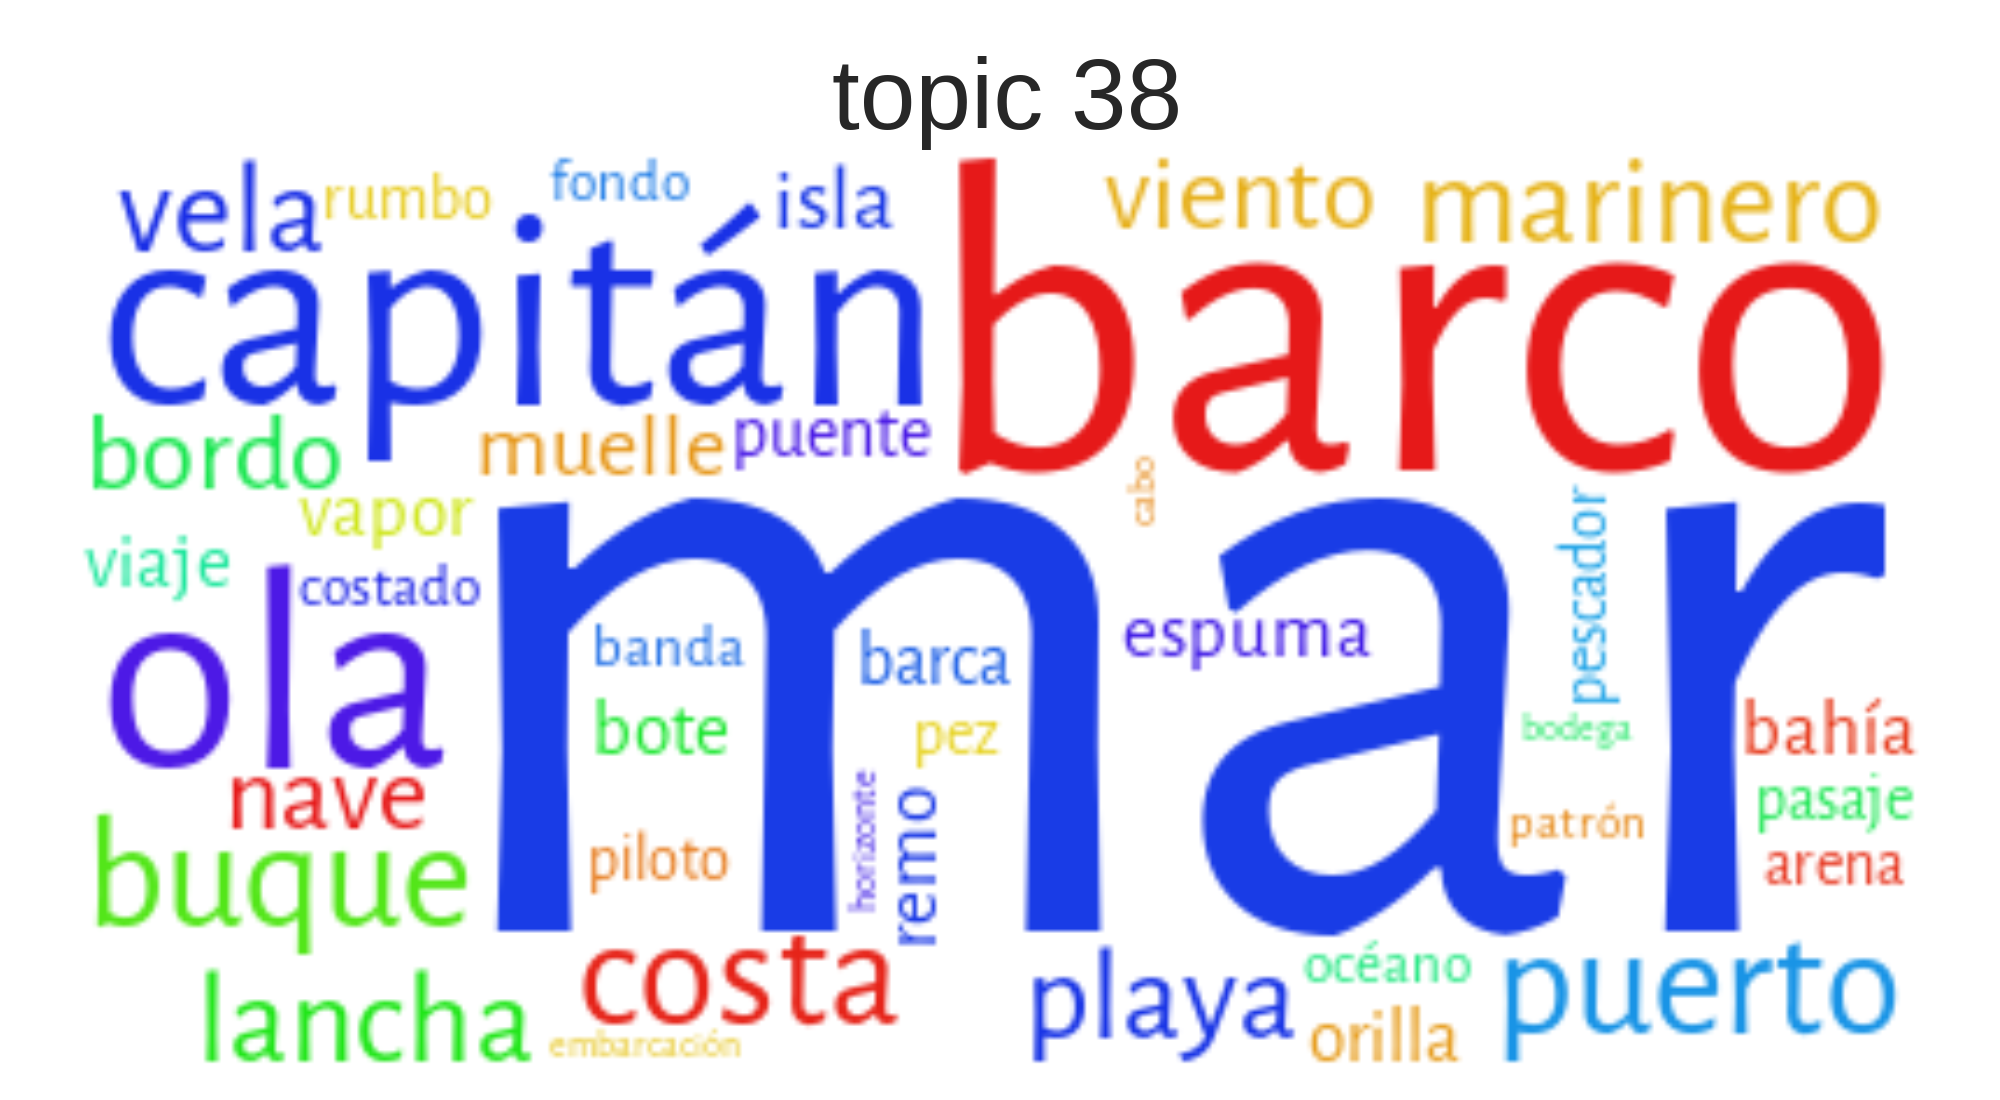 topic 38
vela rumbo fondo isla viento marinero
capitán barco
bordo muelle puente
cabo
vapor
viaje costado
pescador
ola mar
banda barca espuma
bote pez
bodega bahía
nave
horizonte remo
pasaje
patrón
buque piloto arena
costa
playa océano puerto
lancha embarcación orilla